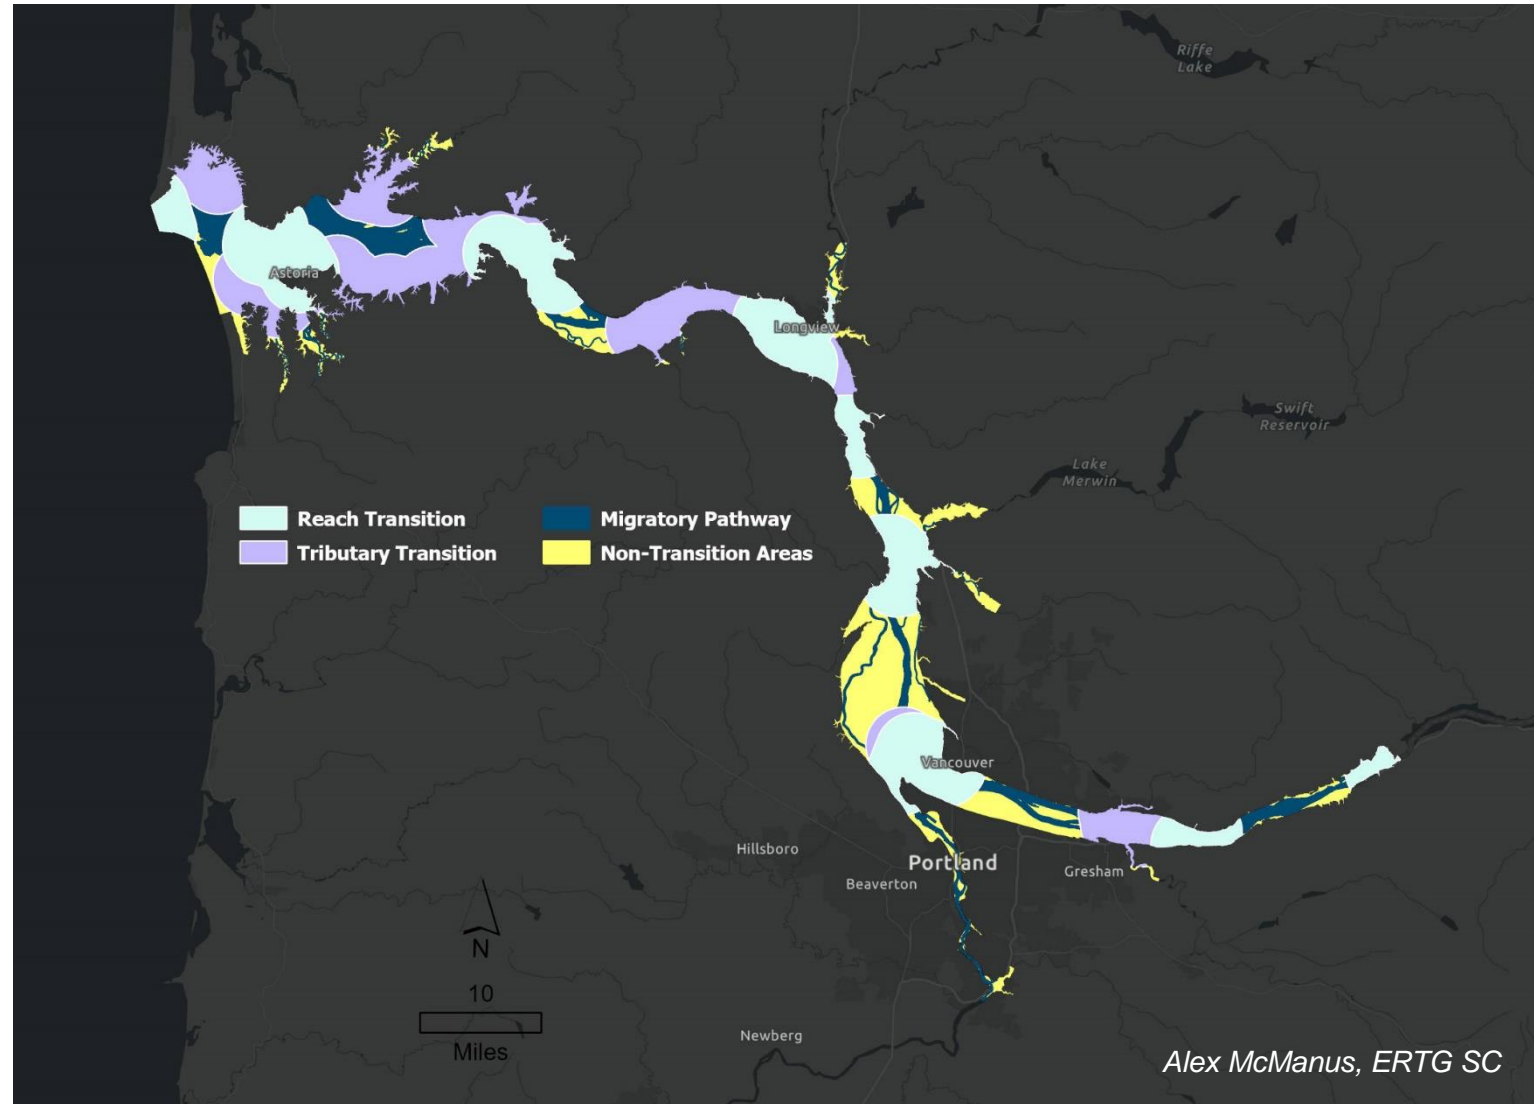 Riffe
Lake
Astoria
Longview
Swift
Reservoir
Lake
Merwin
Reach Transition
Migratory Pathway
Tributary Transition
Non-Transition Areas
Vancouver
Hillsboro
Portland
Gresham
Beaverton
N
10
Miles
Newberg
Alex McManus, ERTG SC